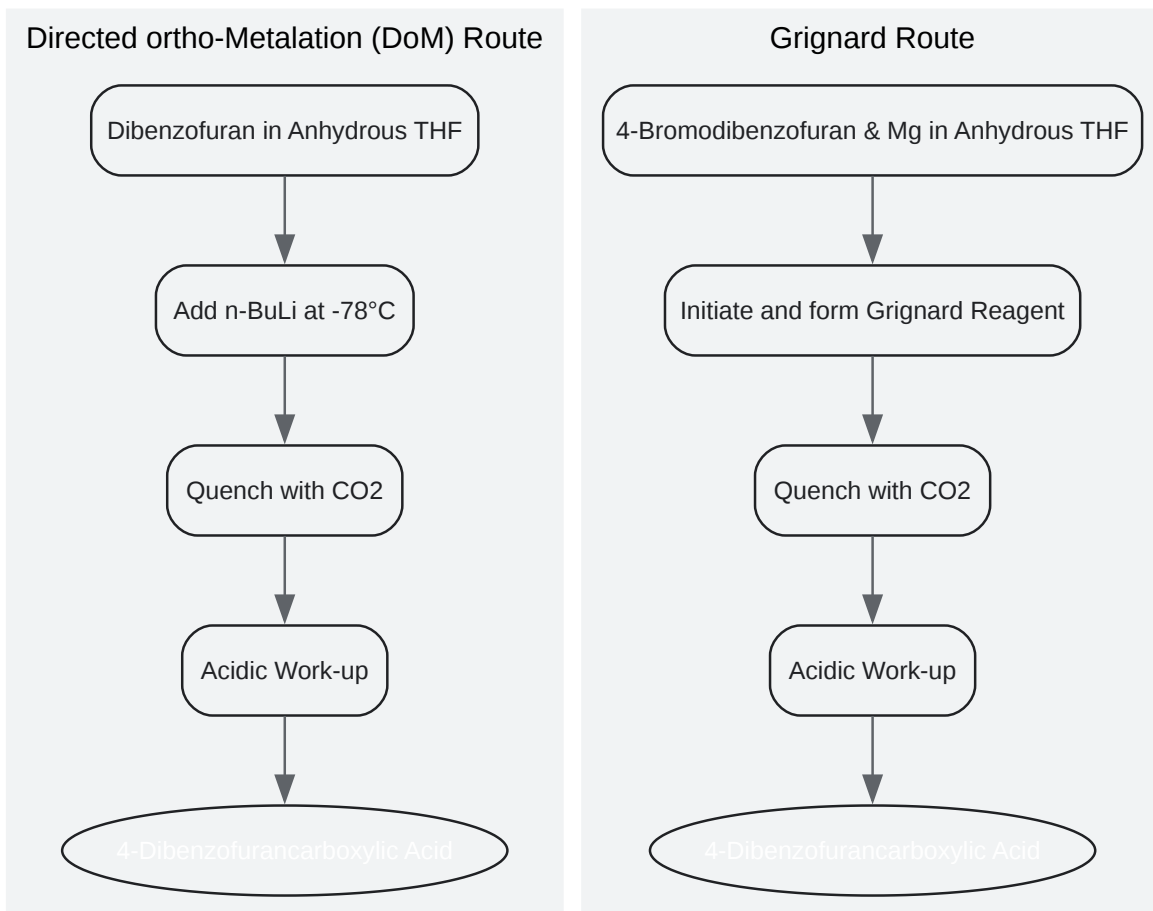 Directed ortho-Metalation (DoM) Route
Dibenzofuran in Anhydrous THF
Add n-BuLi at -78°C
Quench with CO2
Acidic Work-up
4-Dibenzofurancarboxylic Acid
Grignard Route
4-Bromodibenzofuran & Mg in Anhydrous THF
Initiate and form Grignard Reagent
Quench with CO2
Acidic Work-up
4-Dibenzofurancarboxylic Acid